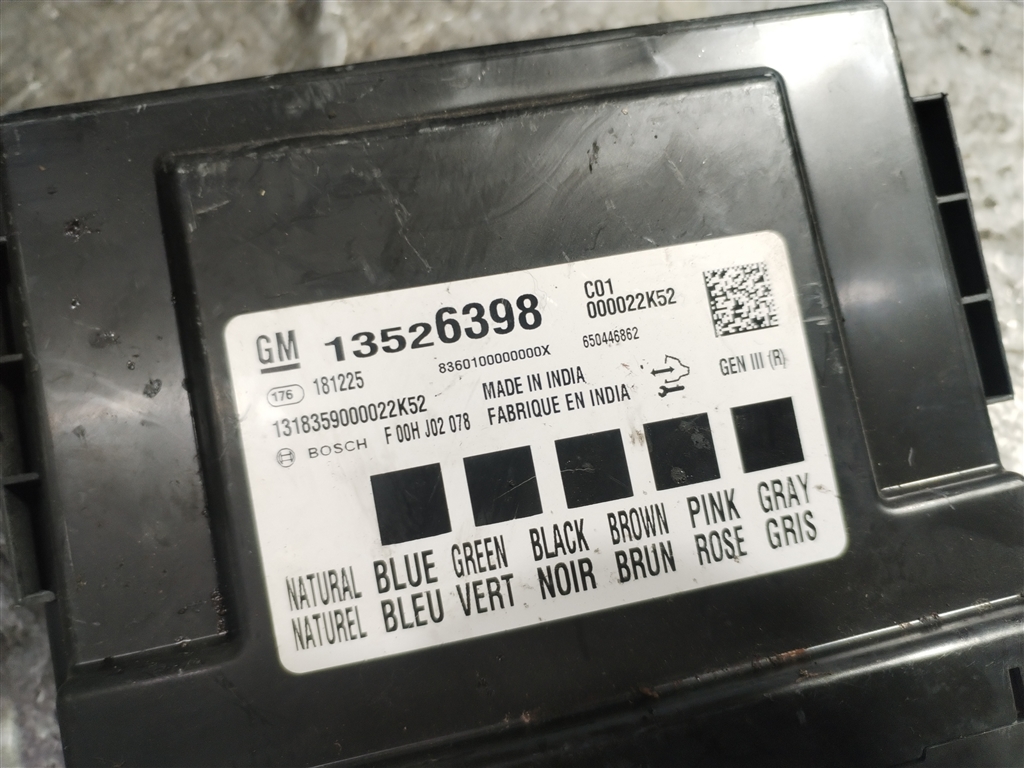 GM 13526398 C01
000022K52
176 181225 8360100000000X 650446862
1318359000022K52 MADE IN INDIA GEN III (R)
BOSCH F 00H J02 078 FABRIQUE EN INDIA
NATURAL BLUE GREEN BLACK BROWN PINK GRAY
NATUREL BLEU VERT NOIR BRUN ROSE GRIS